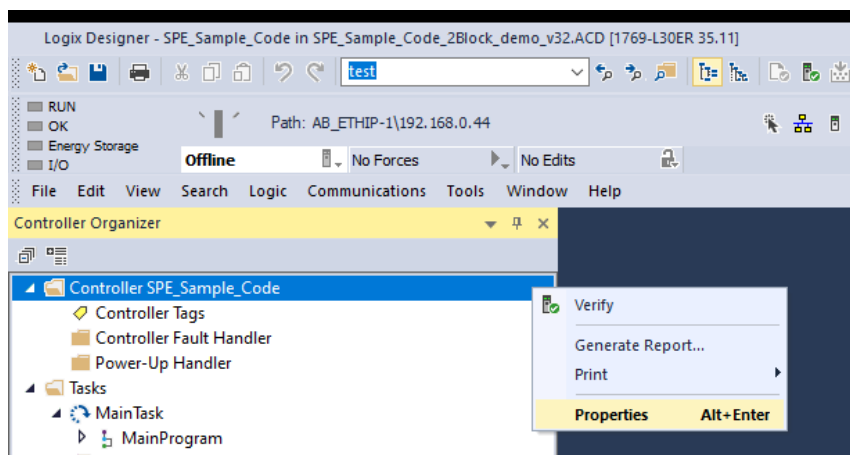 Logix Designer - SPE_Sample_Code in SPE_Sample_Code_2Block_demo_v32.ACD [1769-L30ER 35.11]
test
RUN
OK
Energy Storage
I/O
Path: AB_ETHIP-1\192.168.0.44
Offline No Forces No Edits
File Edit View Search Logic Communications Tools Window Help
Controller Organizer
Controller SPE_Sample_Code
Controller Tags
Controller Fault Handler
Power-Up Handler
Tasks
MainTask
MainProgram
Verify
Generate Report...
Print
Properties Alt+Enter